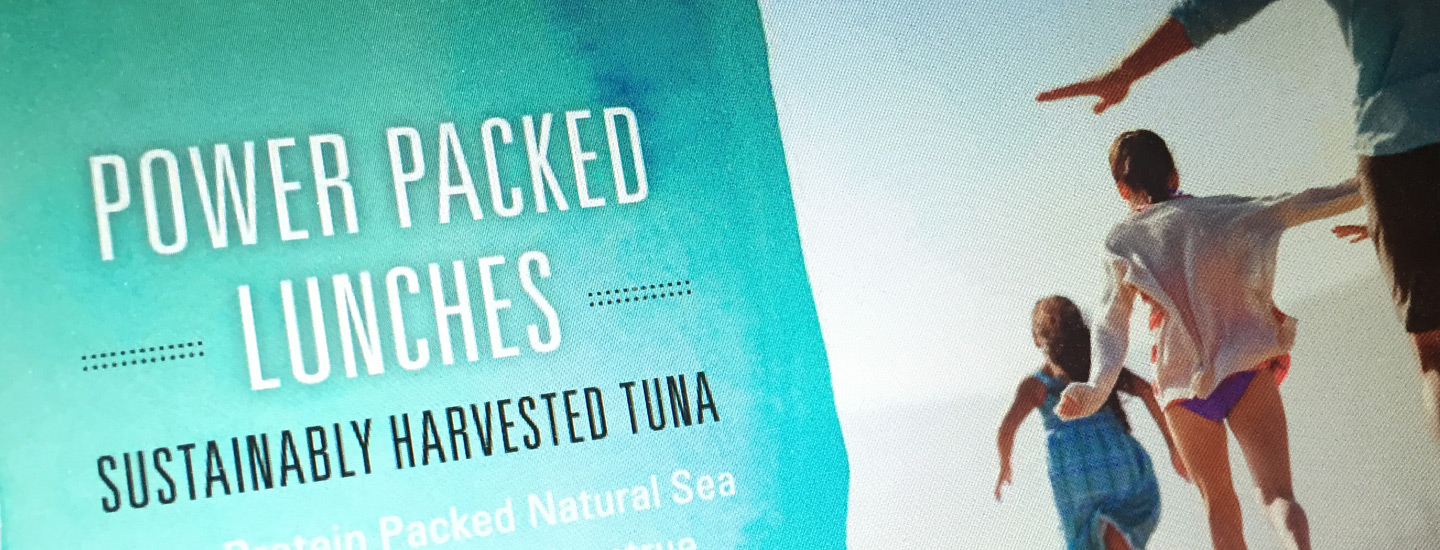 POWER PACKED
LUNCHES
SUSTAINABLY HARVESTED TUNA
Protein Packed Natural Sea